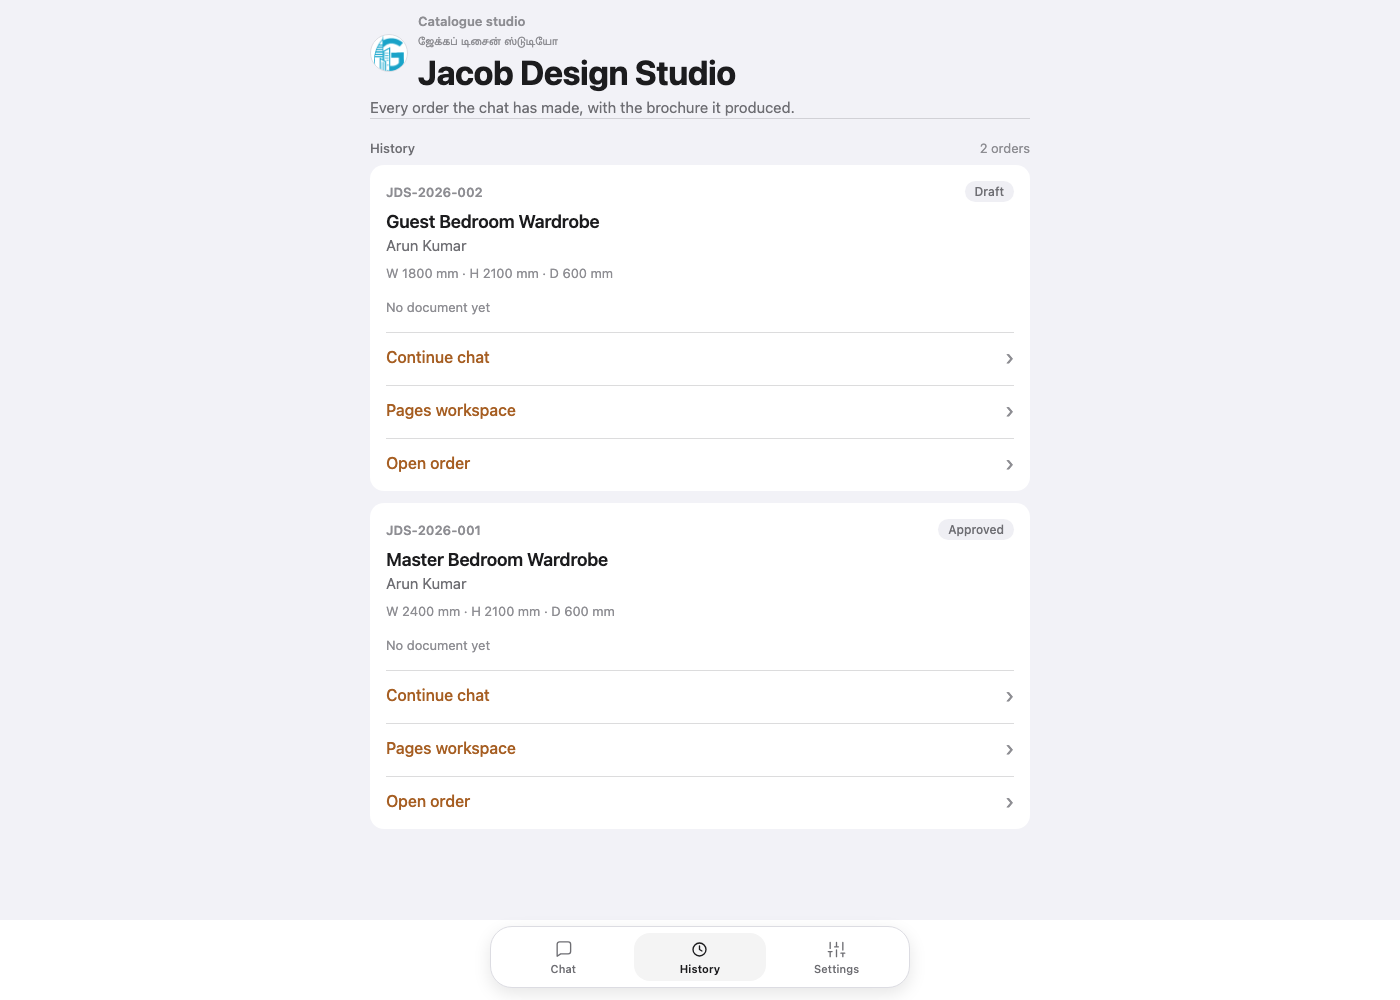 Catalogue studio
ஜேக்கப் டிசைன் ஸ்டுடியோ
Jacob Design Studio
Every order the chat has made, with the brochure it produced.
History
2 orders
JDS-2026-002
Draft
Guest Bedroom Wardrobe
Arun Kumar
W 1800 mm · H 2100 mm · D 600 mm
No document yet
Continue chat
Pages workspace
Open order
JDS-2026-001
Approved
Master Bedroom Wardrobe
Arun Kumar
W 2400 mm · H 2100 mm · D 600 mm
No document yet
Continue chat
Pages workspace
Open order
Chat
History
Settings